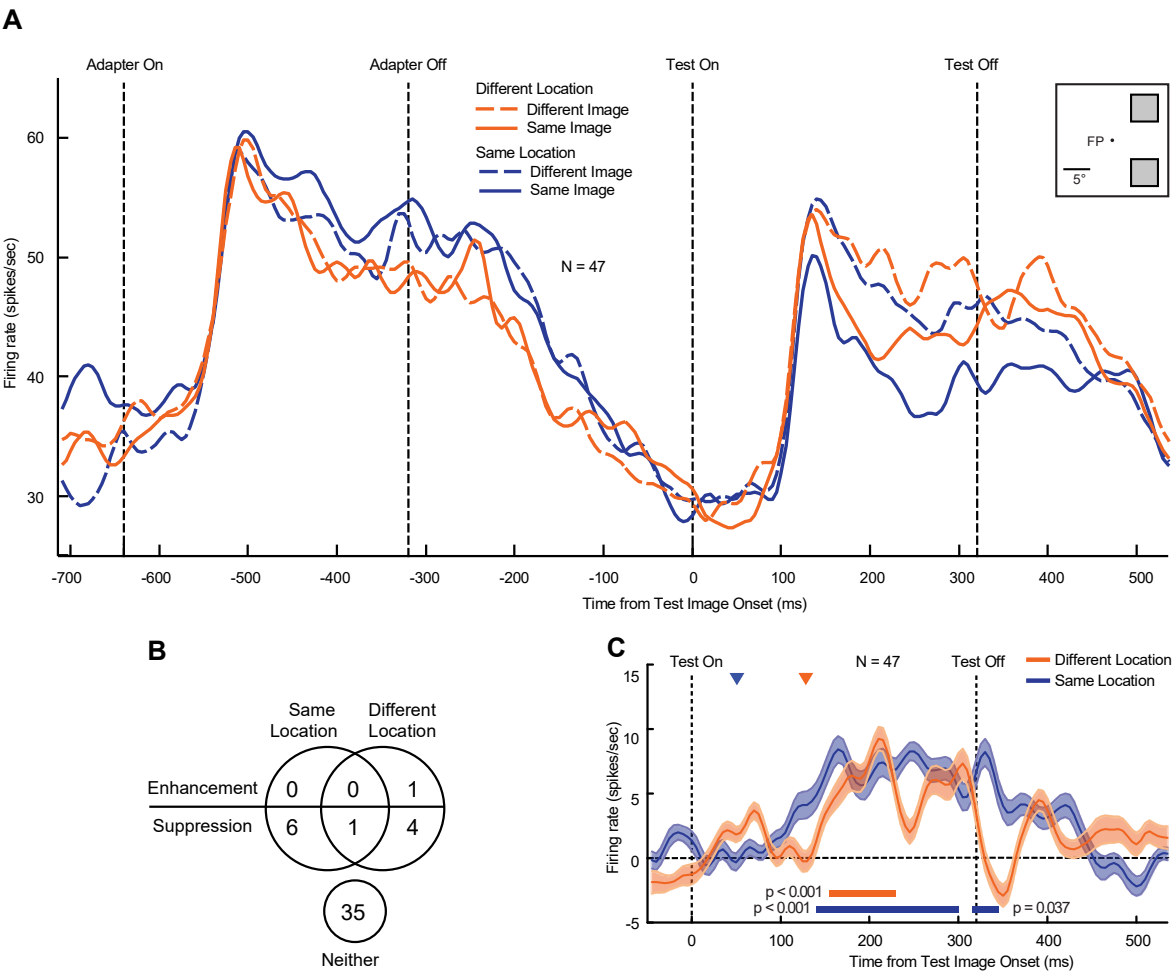 A
Adapter On Adapter Off Test On Test Off
Different Location
Different Image
Same Image
Same Location
Different Image
Same Image
FP
5°
N = 47
Firing rate (spikes/sec)
60
50
40
30
-700 -600 -500 -400 -300 -200 -100 0 100 200 300 400 500
Time from Test Image Onset (ms)
B
Same Location
Different Location
Enhancement 0 0 1
Suppression 6 1 4
35
Neither
C
Test On N = 47 Test Off
Different Location
Same Location
Firing rate (spikes/sec)
15
10
5
0
-5
p < 0.001
p < 0.001 p = 0.037
0 100 200 300 400 500
Time from Test Image Onset (ms)